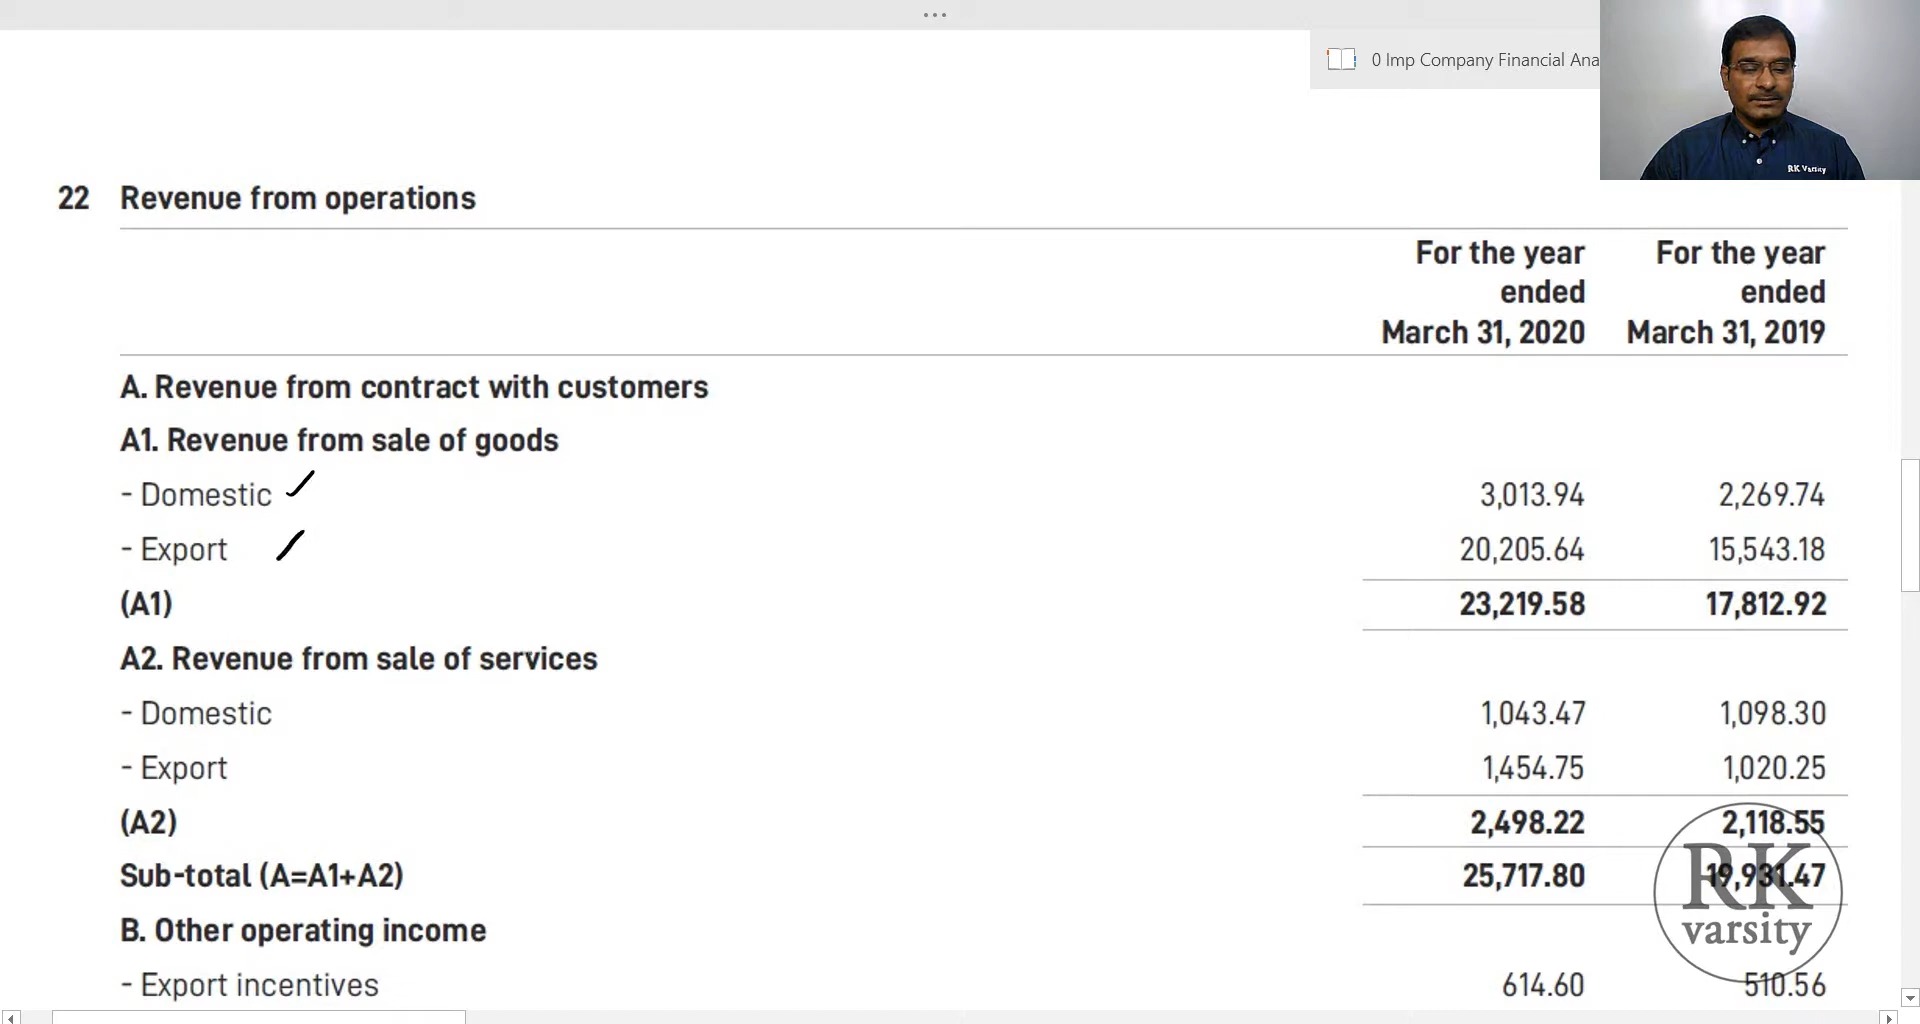 ...
0 Imp Company Financial Ana
RK Varsity
22 Revenue from operations
For the year ended March 31, 2020
For the year ended March 31, 2019
A. Revenue from contract with customers
A1. Revenue from sale of goods
- Domestic 3,013.94 2,269.74
- Export 20,205.64 15,543.18
(A1) 23,219.58 17,812.92
A2. Revenue from sale of services
- Domestic 1,043.47 1,098.30
- Export 1,454.75 1,020.25
(A2) 2,498.22 2,118.55
Sub-total (A=A1+A2) 25,717.80 19,931.47
B. Other operating income
- Export incentives 614.60 510.56
RK
varsity